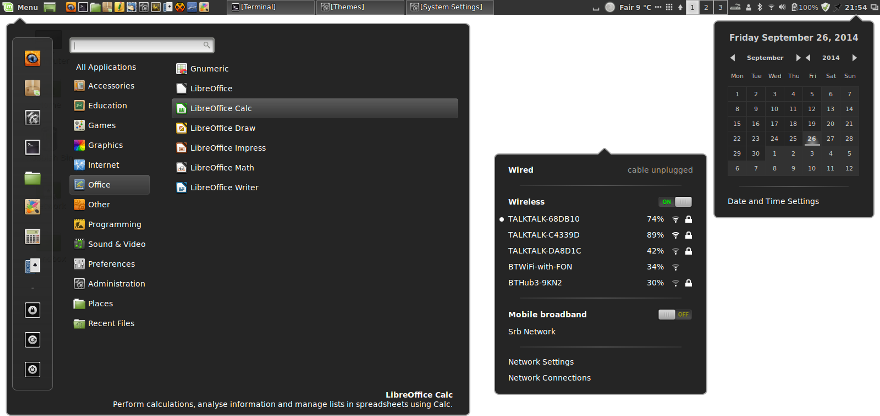 Menu
[Terminal]
[Themes]
[System Settings]
Fair 9 °C
1
2
3
100%
21:54
All Applications
Accessories
Education
Games
Graphics
Internet
Office
Other
Programming
Sound & Video
Preferences
Administration
Places
Recent Files
Gnumeric
LibreOffice
LibreOffice Calc
LibreOffice Draw
LibreOffice Impress
LibreOffice Math
LibreOffice Writer
LibreOffice Calc
Perform calculations, analyse information and manage lists in spreadsheets using Calc.
Wired cable unplugged
Wireless ON
TALKTALK-68DB10 74%
TALKTALK-C4339D 89%
TALKTALK-DA8D1C 42%
BTWiFi-with-FON 34%
BTHub3-9KN2 30%
Mobile broadband OFF
Srb Network
Network Settings
Network Connections
Friday September 26, 2014
September 2014
Mon Tue Wed Thu Fri Sat Sun
1 2 3 4 5 6 7
8 9 10 11 12 13 14
15 16 17 18 19 20 21
22 23 24 25 26 27 28
29 30 1 2 3 4 5
6 7 8 9 10 11 12
Date and Time Settings